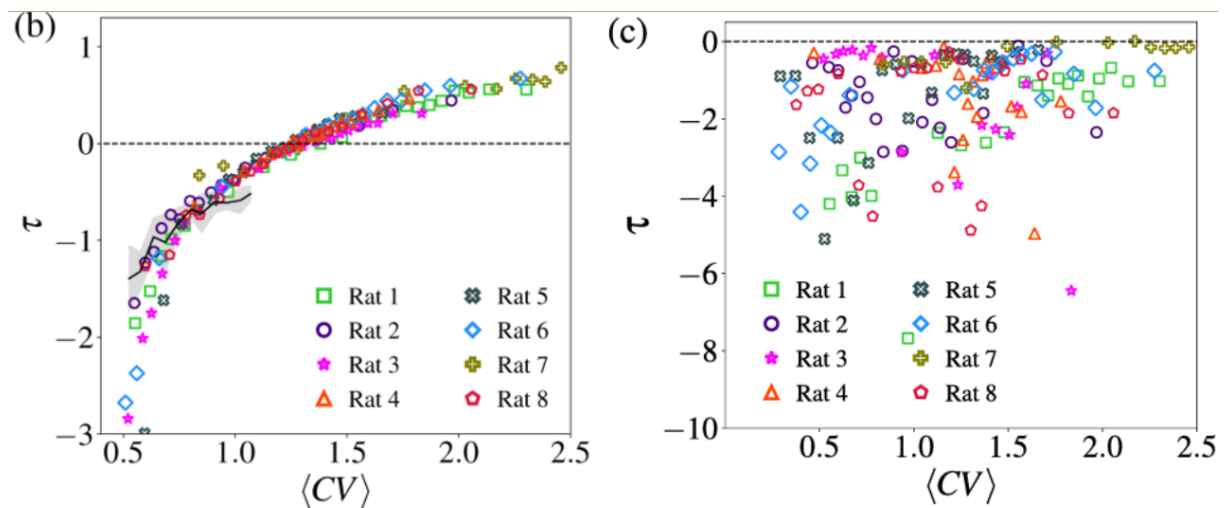 (b)
1
0
−1
−2
−3
τ
0.5 1.0 1.5 2.0 2.5
⟨CV⟩
Rat 1
Rat 2
Rat 3
Rat 4
Rat 5
Rat 6
Rat 7
Rat 8
(c)
0
−2
−4
−6
−8
−10
τ
0.5 1.0 1.5 2.0 2.5
⟨CV⟩
Rat 1
Rat 2
Rat 3
Rat 4
Rat 5
Rat 6
Rat 7
Rat 8